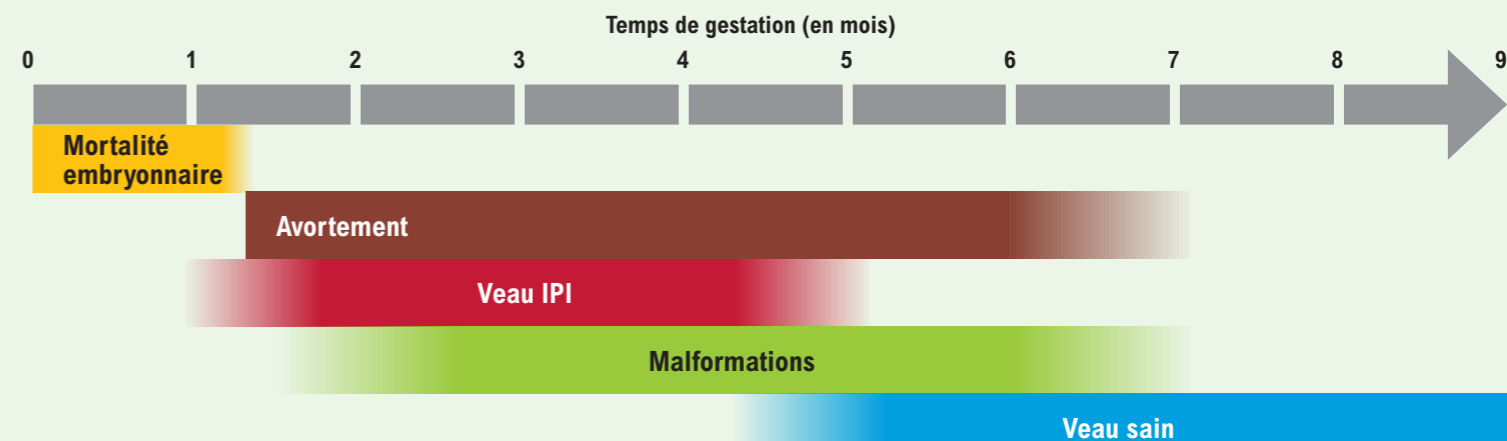 Temps de gestation (en mois)
0 1 2 3 4 5 6 7 8 9
Mortalité
embryonnaire
Avortement
Veau IPI
Malformations
Veau sain